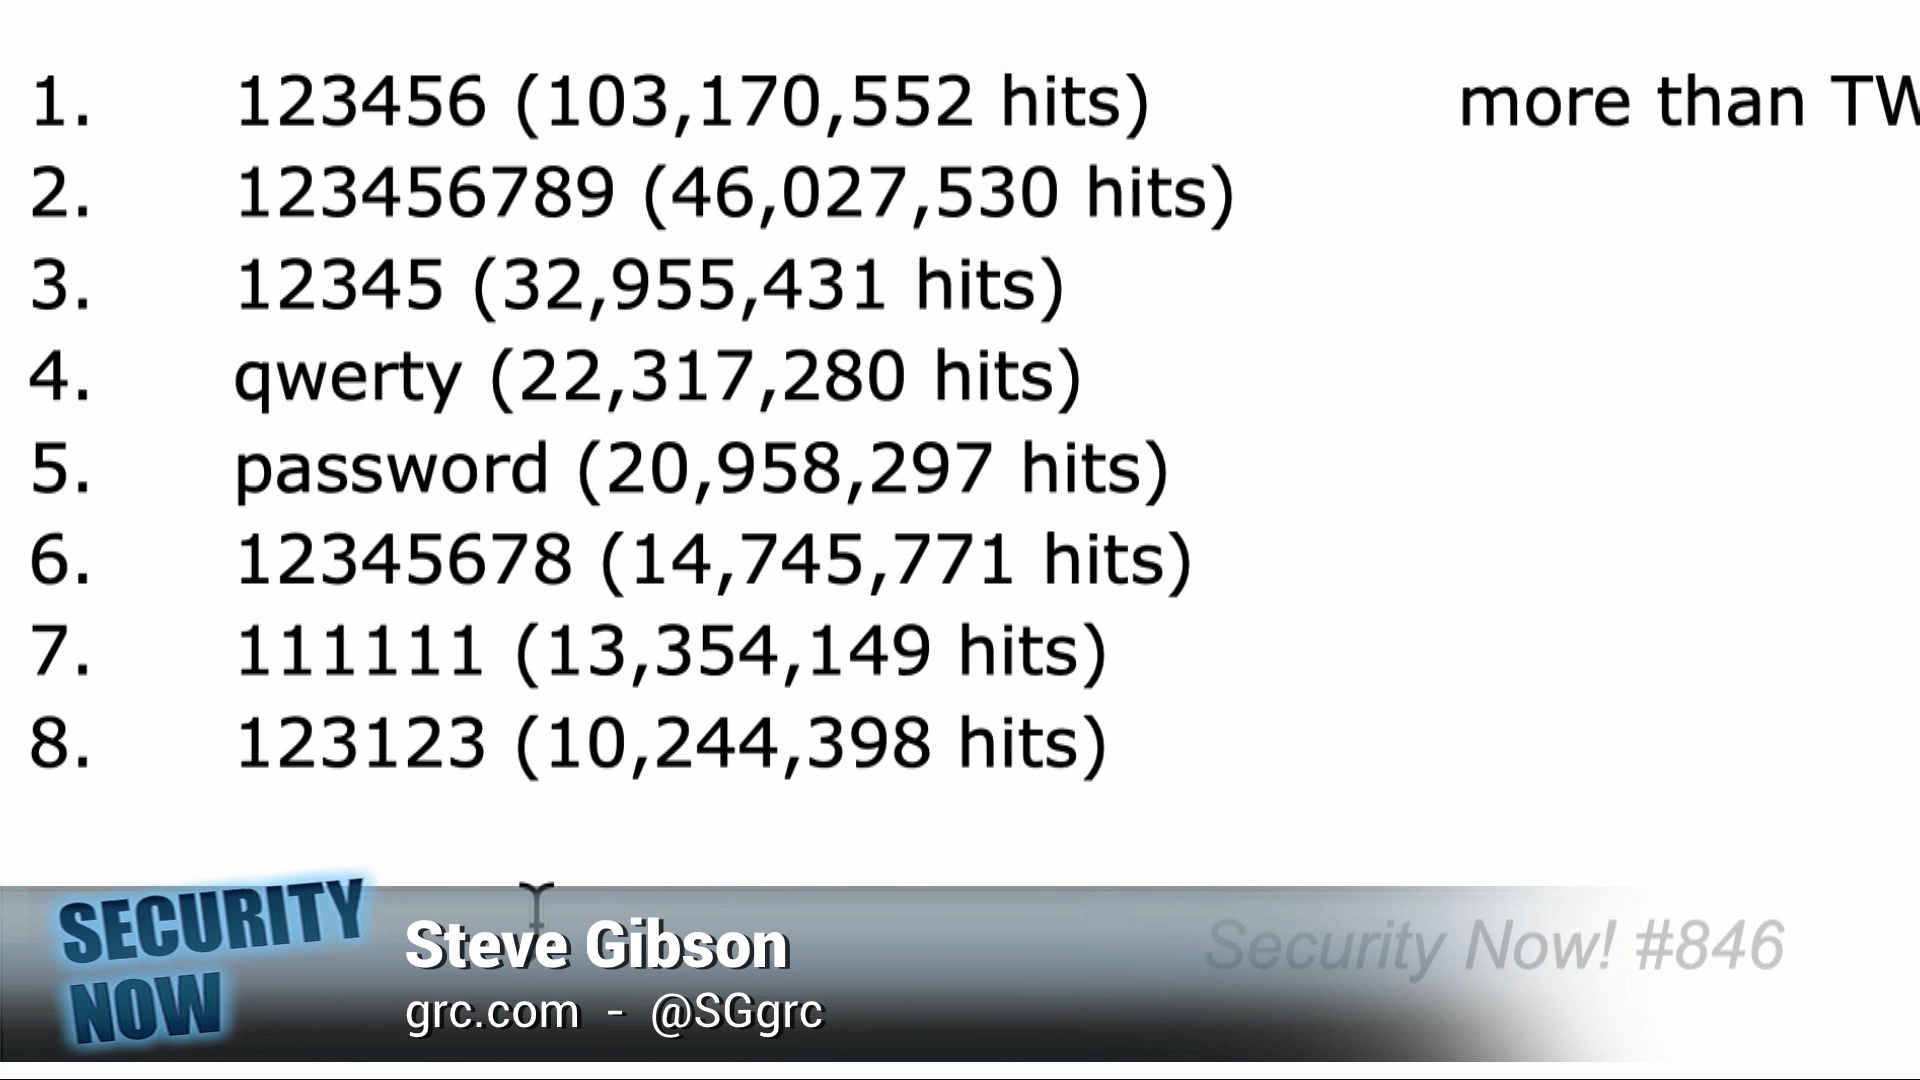 1. 123456 (103,170,552 hits) more than
2. 123456789 (46,027,530 hits)
3. 12345 (32,955,431 hits)
4. qwerty (22,317,280 hits)
5. password (20,958,297 hits)
6. 12345678 (14,745,771 hits)
7. 111111 (13,354,149 hits)
8. 123123 (10,244,398 hits)
SECURITY
NOW
Steve Gibson
grc.com - @SGgrc
Security Now! #846